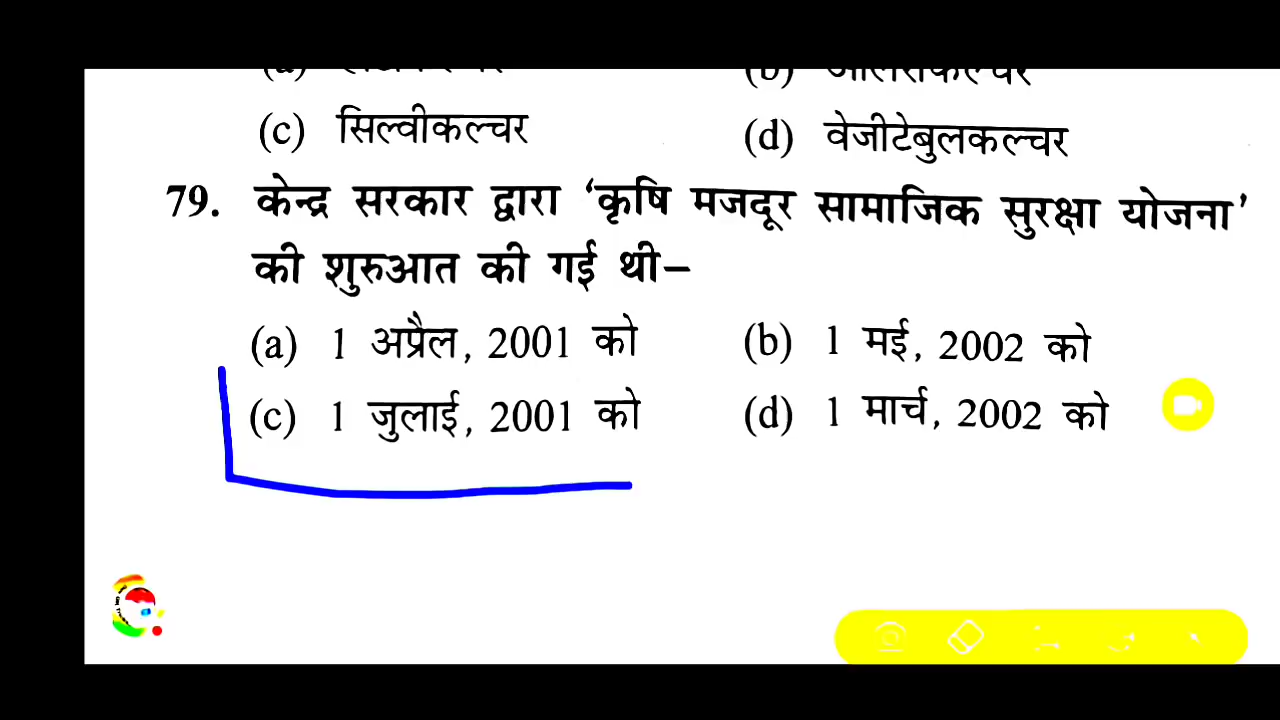 (c) सिल्वीकल्चर (d) वेजीटेबुलकल्चर
79. केन्द्र सरकार द्वारा ‘कृषि मजदूर सामाजिक सुरक्षा योजना’
की शुरुआत की गई थी–
(a) 1 अप्रैल, 2001 को (b) 1 मई, 2002 को
(c) 1 जुलाई, 2001 को (d) 1 मार्च, 2002 को